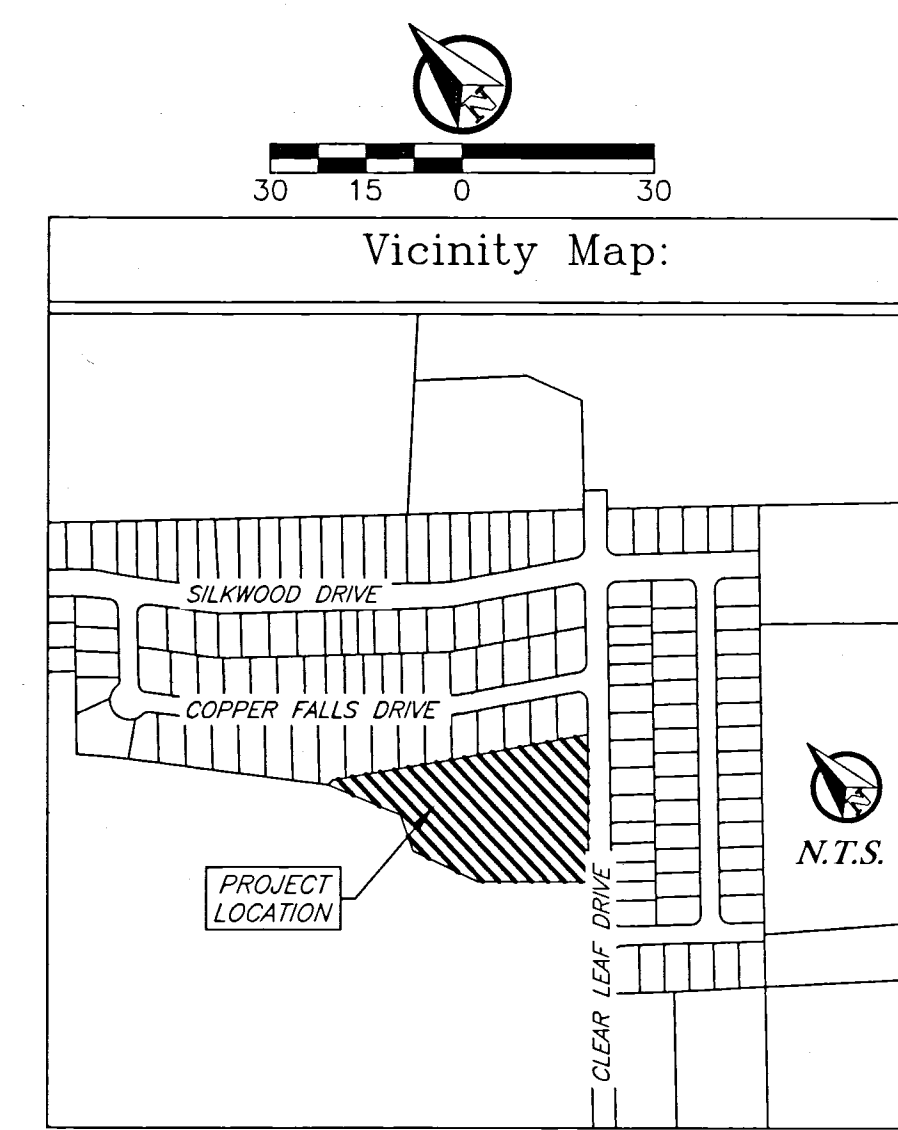 N
30 15 0 30
Vicinity Map:
SILKWOOD DRIVE
COPPER FALLS DRIVE
N
N.T.S.
PROJECT
LOCATION
CLEAR LEAF DRIVE